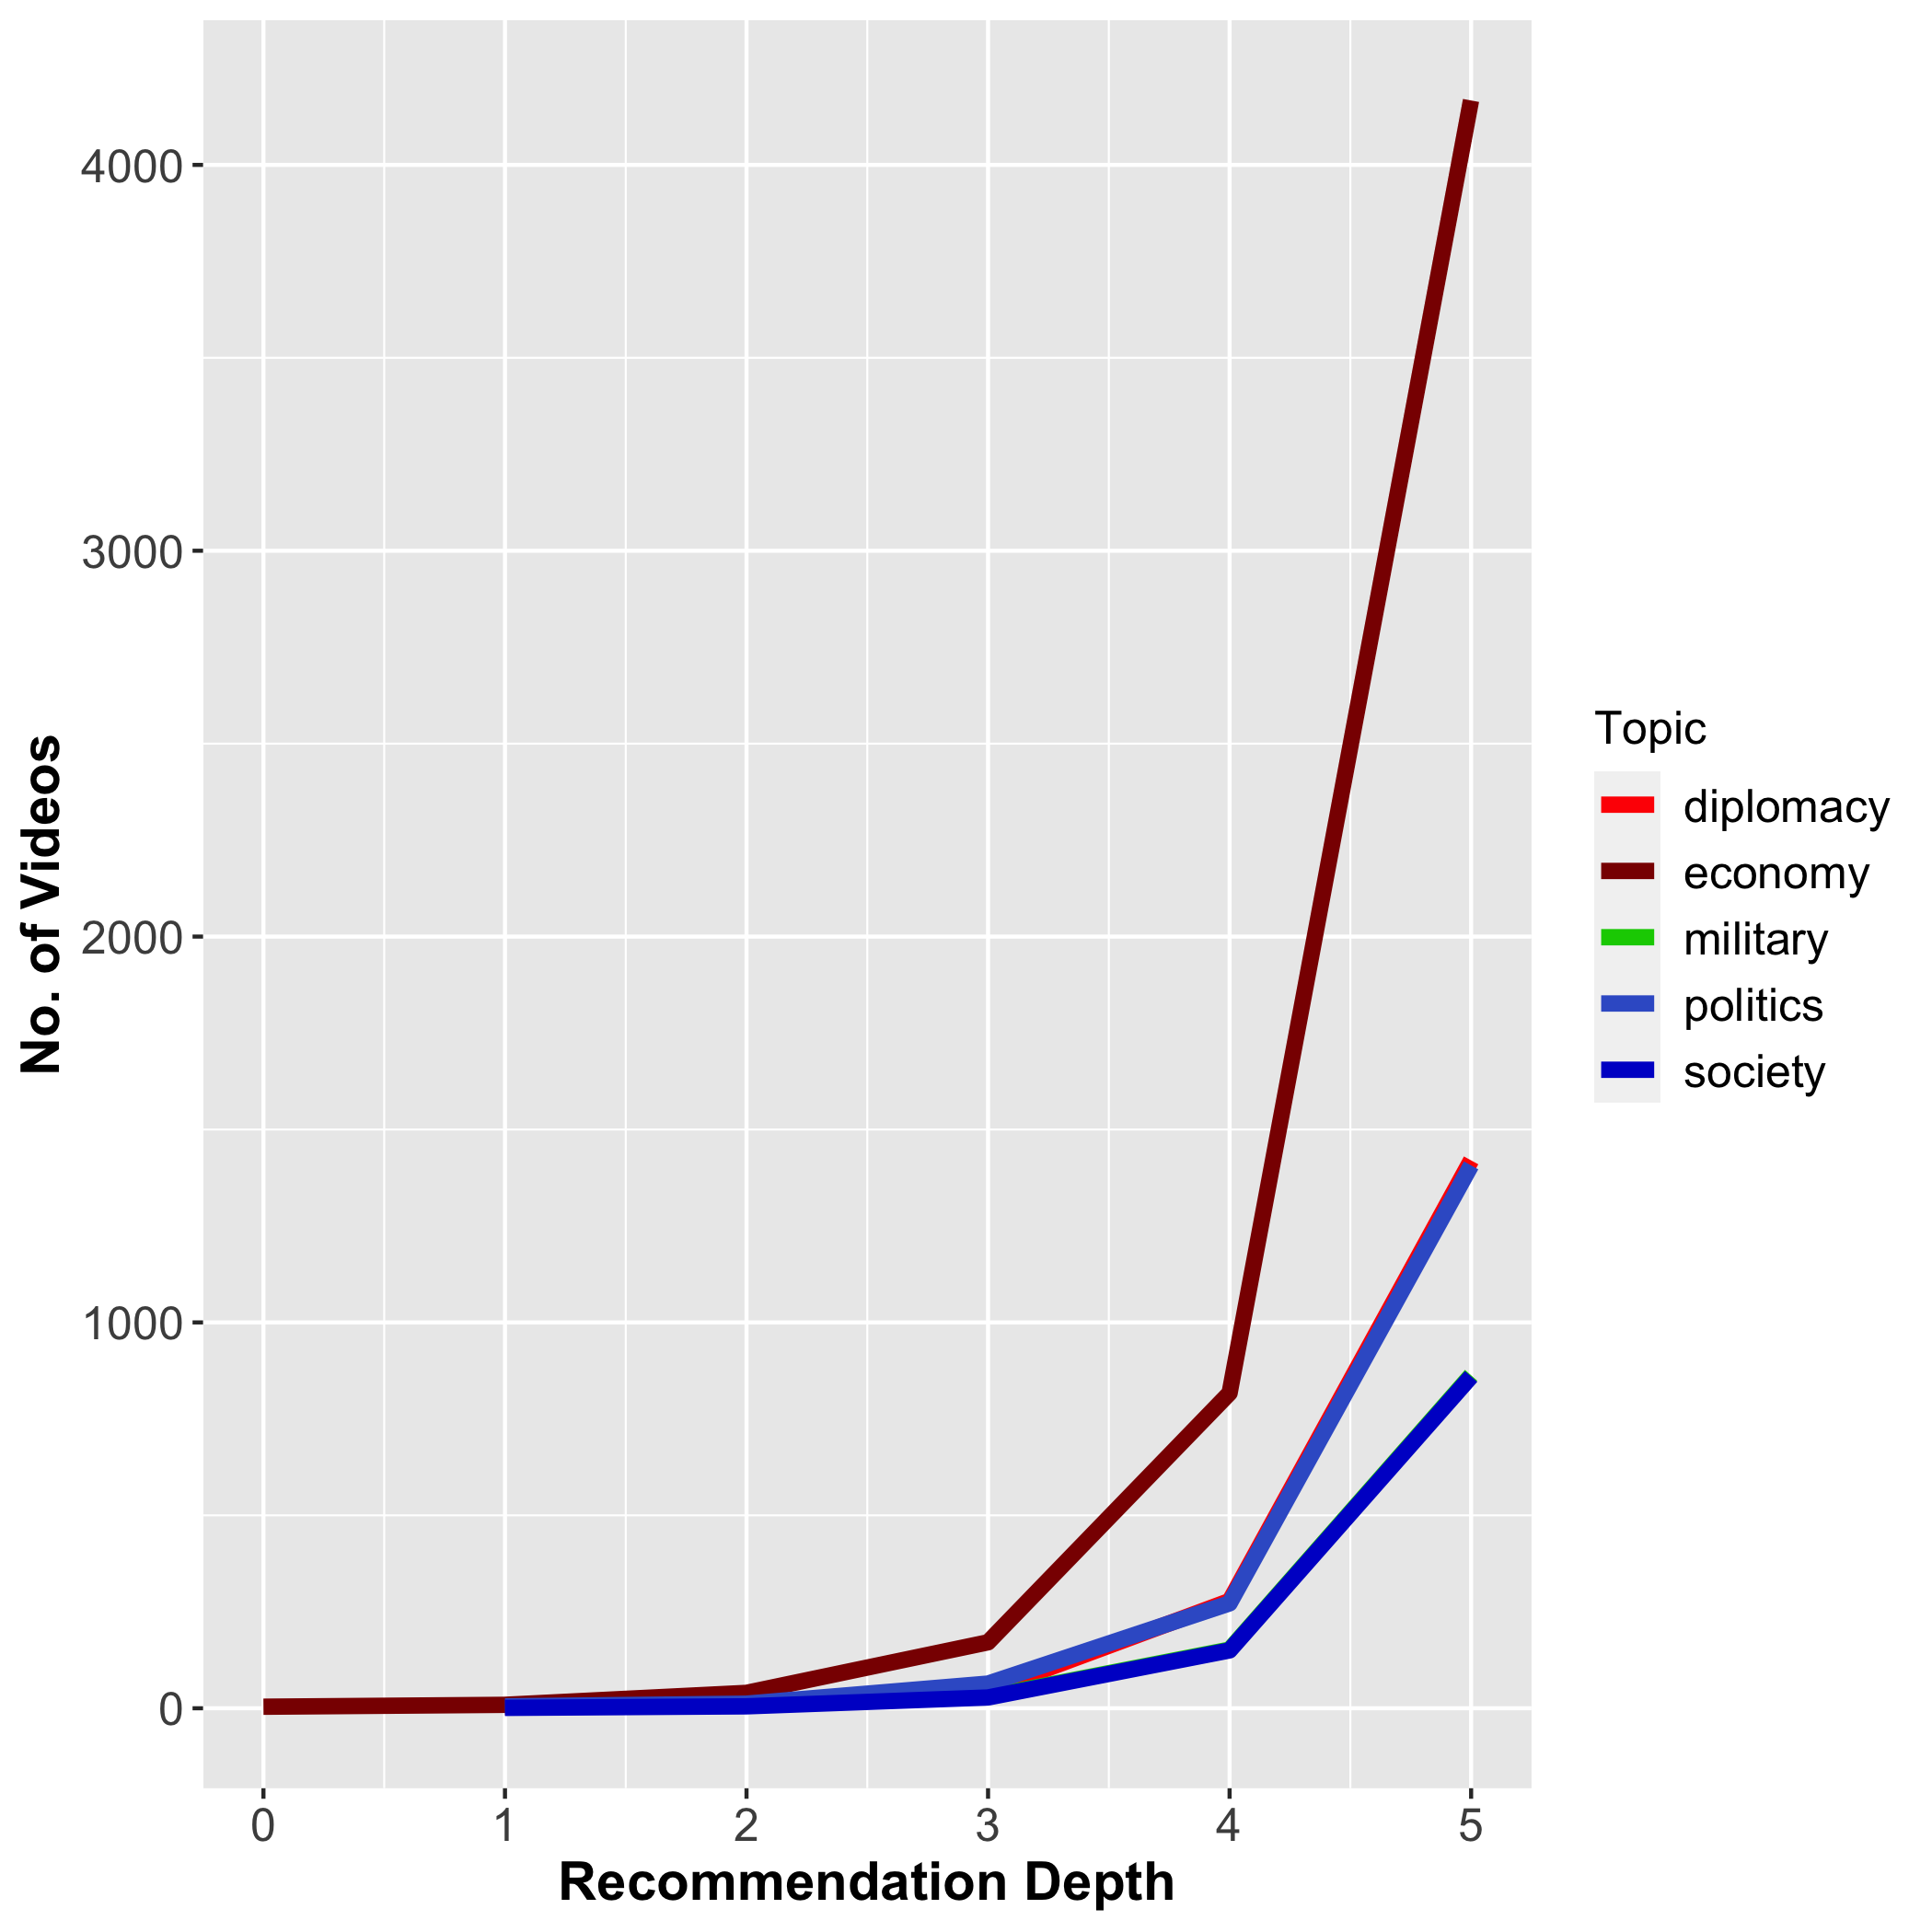 No. of Videos
4000
3000
2000
1000
0
0 1 2 3 4 5
Recommendation Depth
Topic
diplomacy
economy
military
politics
society